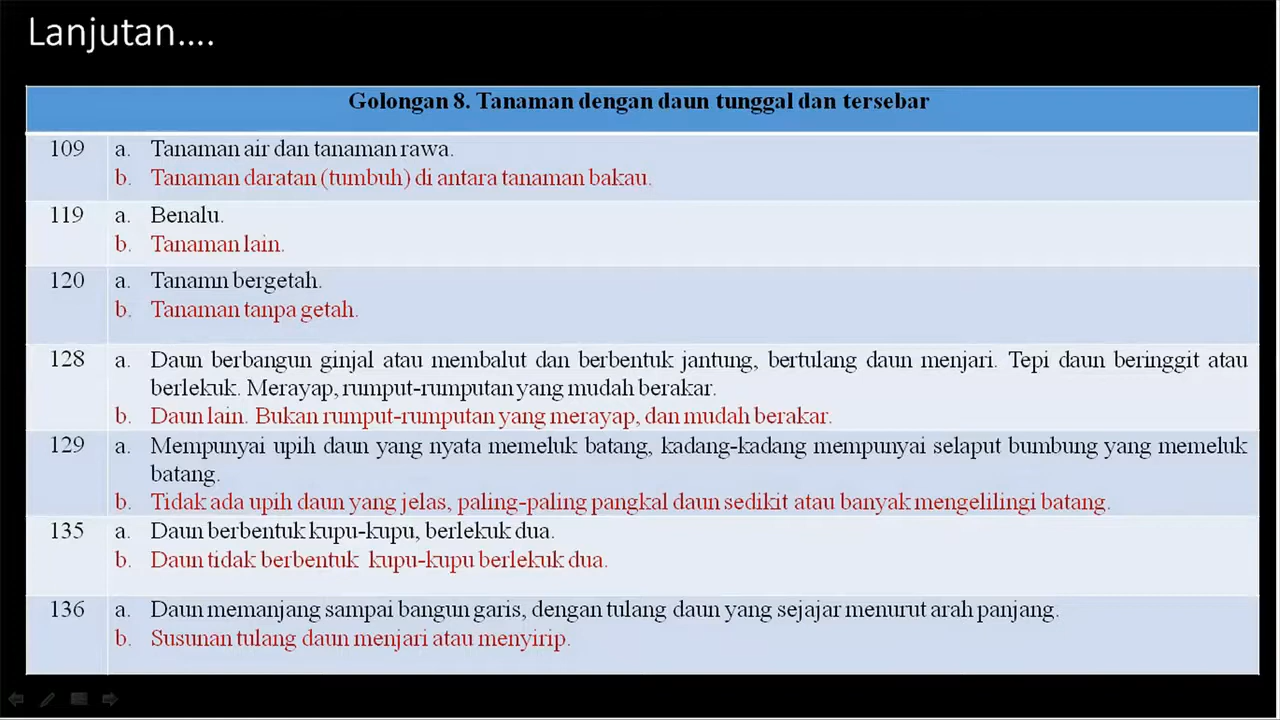 Lanjutan....
Golongan 8. Tanaman dengan daun tunggal dan tersebar
109 a. Tanaman air dan tanaman rawa.
b. Tanaman daratan (tumbuh) di antara tanaman bakau.
119 a. Benalu.
b. Tanaman lain.
120 a. Tanamn bergetah.
b. Tanaman tanpa getah.
128 a. Daun berbangun ginjal atau membalut dan berbentuk jantung, bertulang daun menjari. Tepi daun beringgit atau
berlekuk. Merayap, rumput-rumputan yang mudah berakar.
b. Daun lain. Bukan rumput-rumputan yang merayap, dan mudah berakar.
129 a. Mempunyai upih daun yang nyata memeluk batang, kadang-kadang mempunyai selaput bumbung yang memeluk
batang.
b. Tidak ada upih daun yang jelas, paling-paling pangkal daun sedikit atau banyak mengelilingi batang.
135 a. Daun berbentuk kupu-kupu, berlekuk dua.
b. Daun tidak berbentuk kupu-kupu berlekuk dua.
136 a. Daun memanjang sampai bangun garis, dengan tulang daun yang sejajar menurut arah panjang.
b. Susunan tulang daun menjari atau menyirip.